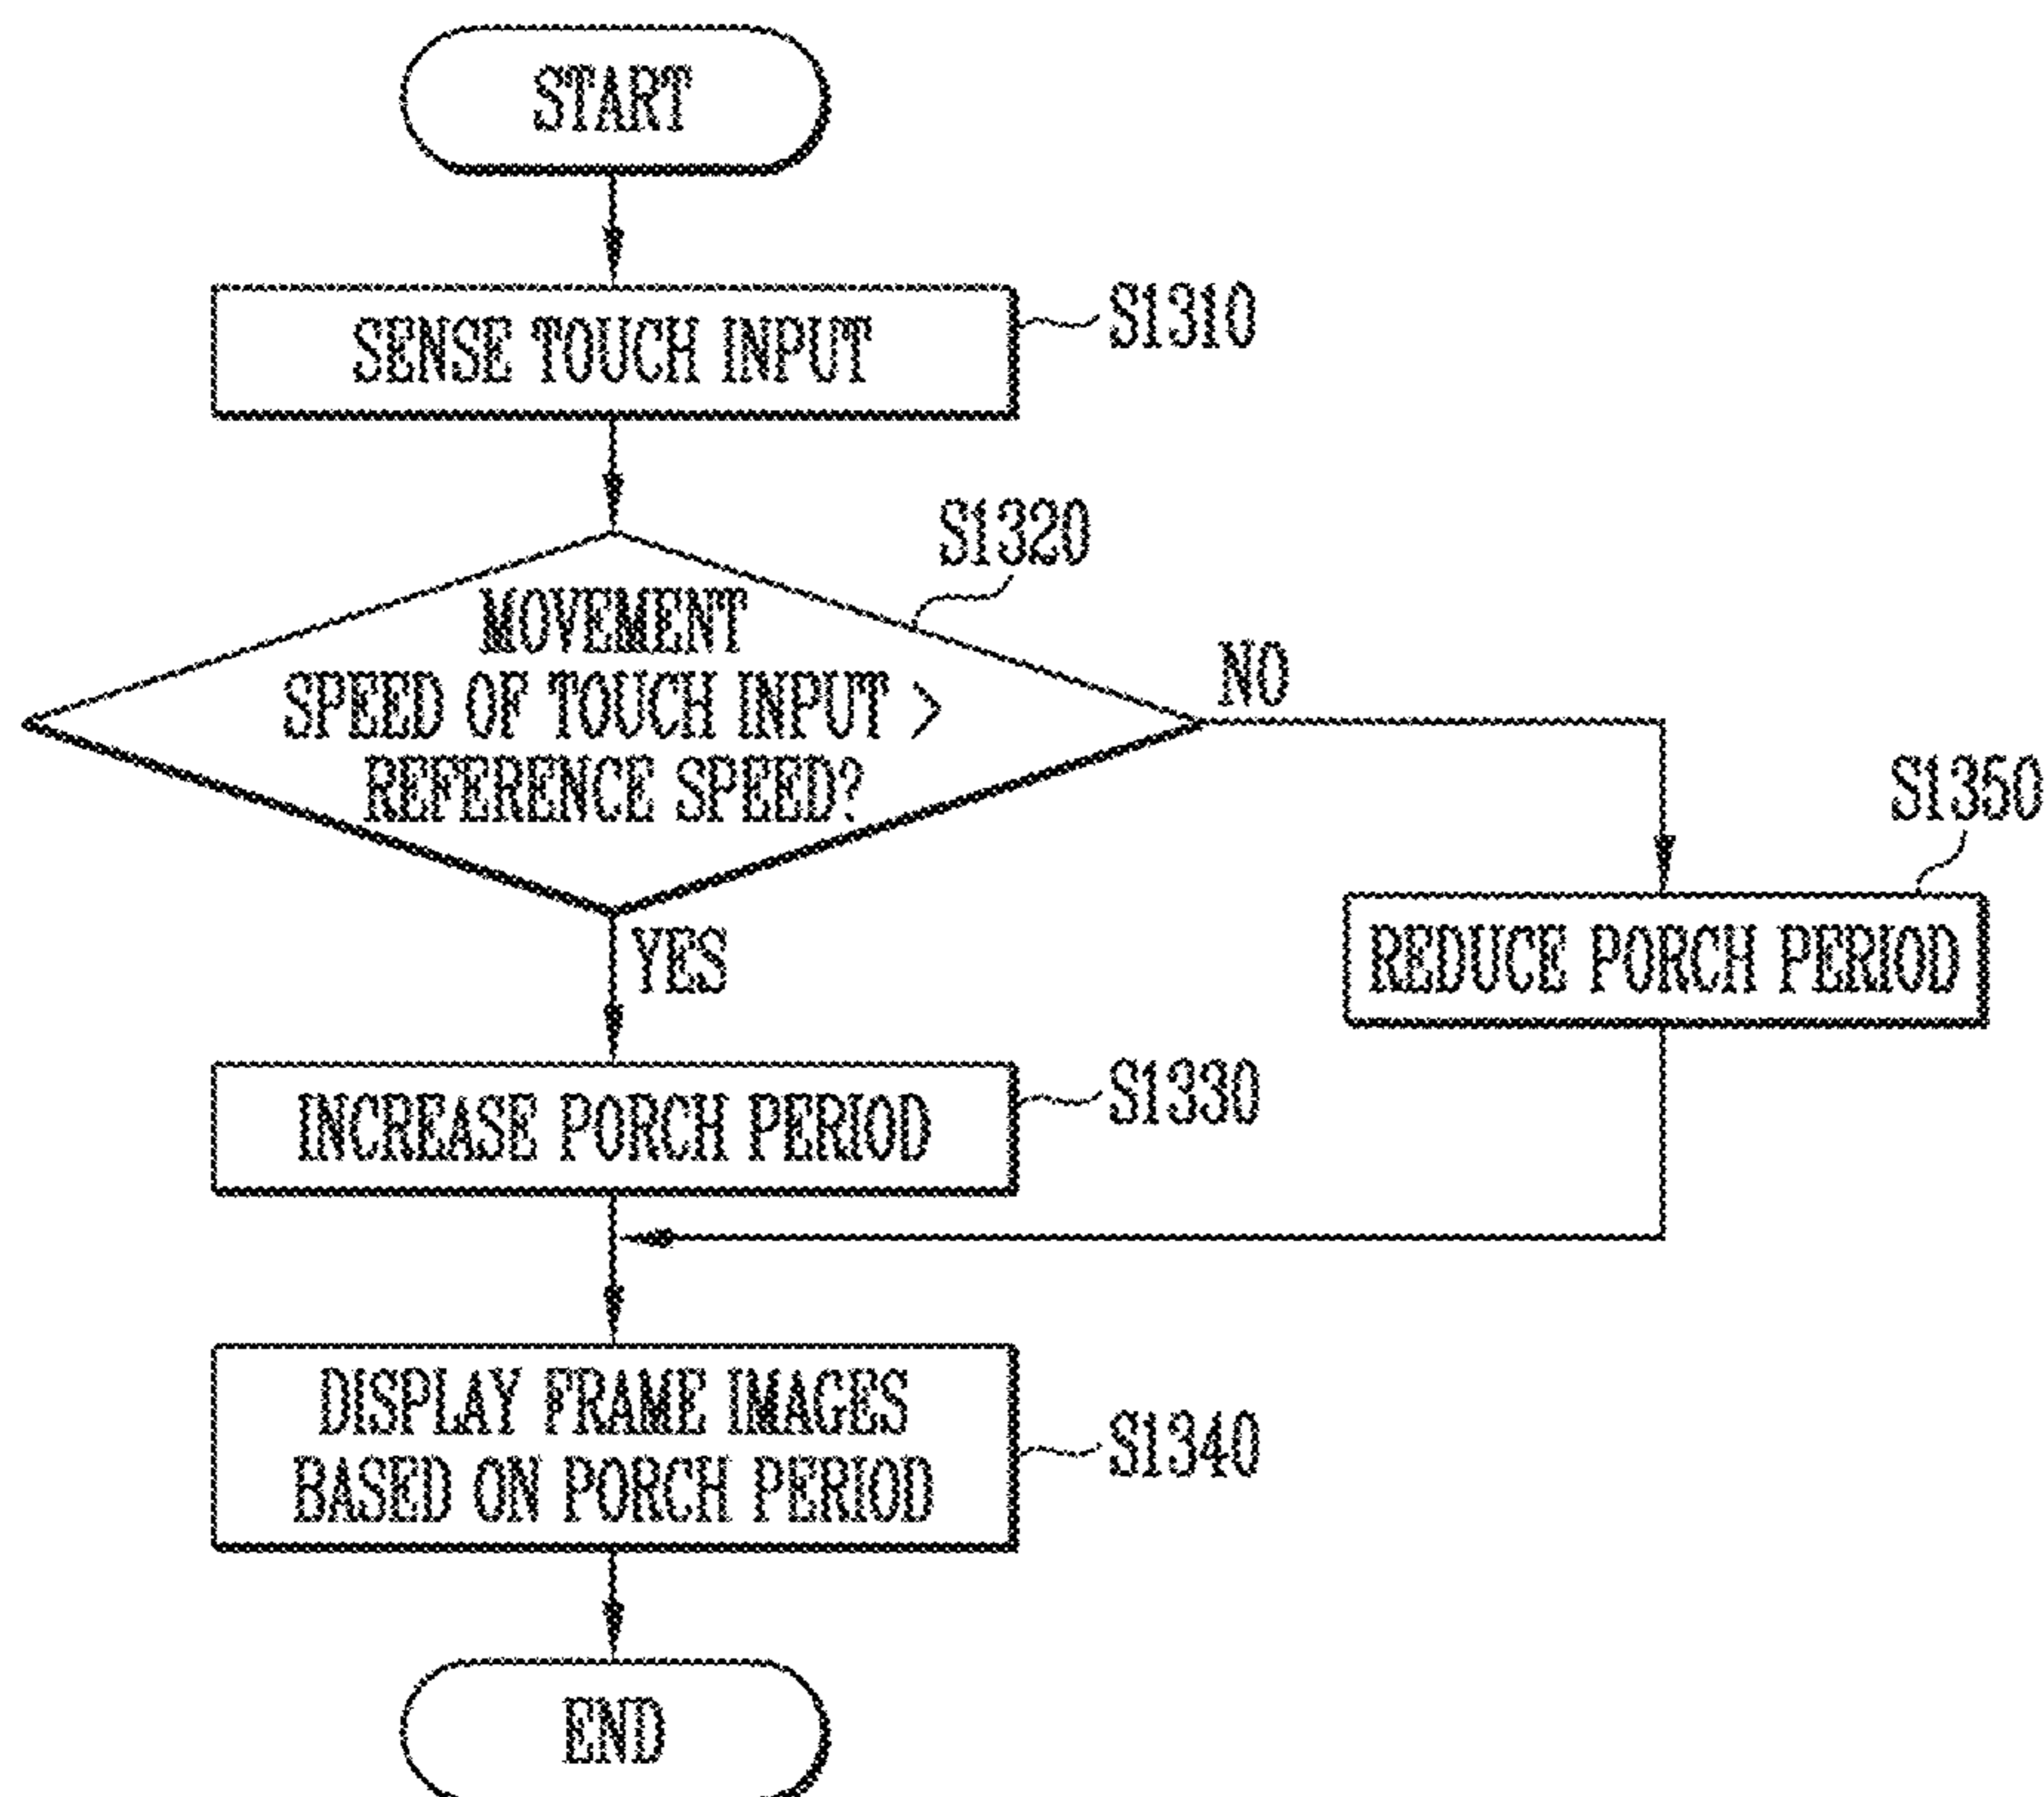 START
SENSE TOUCH INPUT
S1310
S1320
MOVEMENT
SPEED OF TOUCH INPUT >
REFERENCE SPEED?
NO
S1350
REDUCE PORCH PERIOD
YES
INCREASE PORCH PERIOD
S1330
DISPLAY FRAME IMAGES
BASED ON PORCH PERIOD
S1340
END